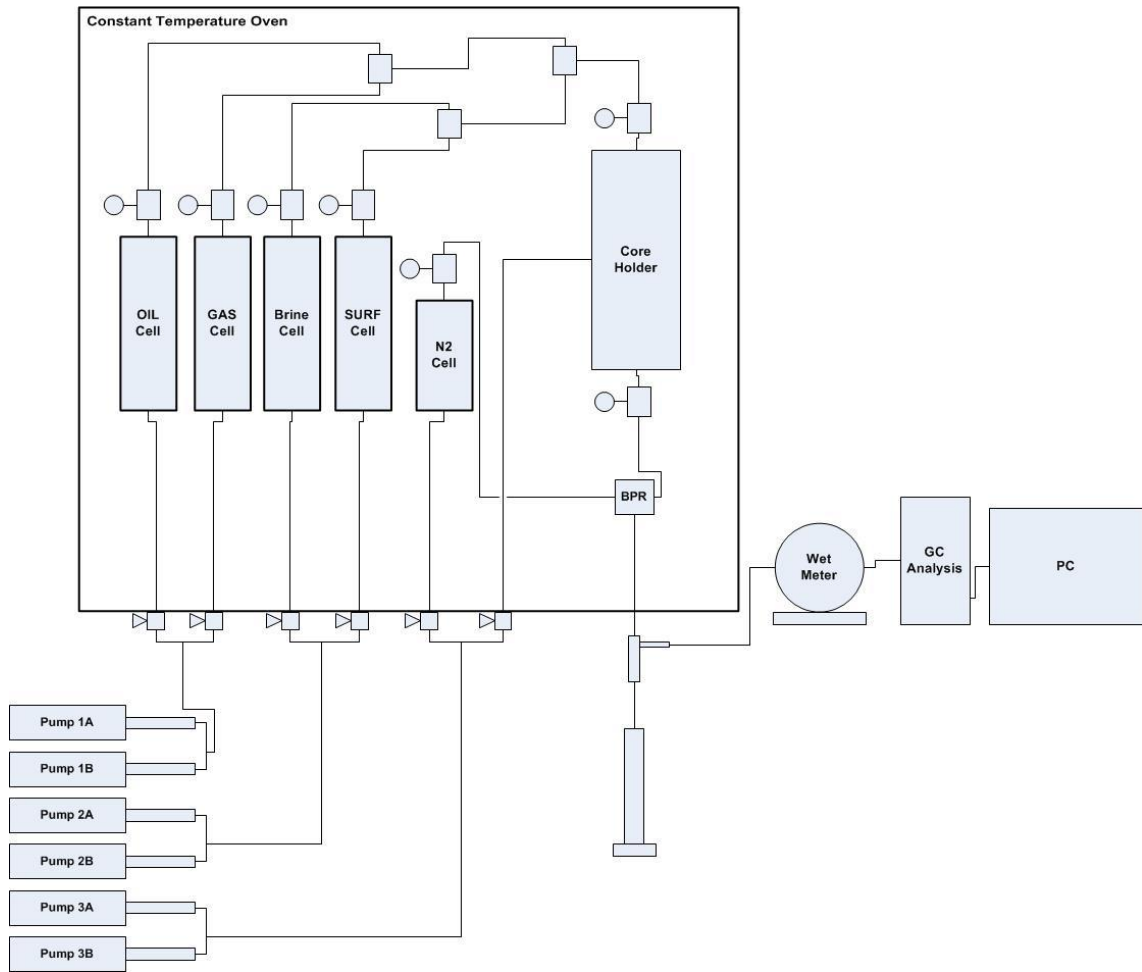 Constant Temperature Oven
OIL
Cell
GAS
Cell
Brine
Cell
SURF
Cell
N2
Cell
Core
Holder
BPR
Wet
Meter
GC
Analysis
PC
Pump 1A
Pump 1B
Pump 2A
Pump 2B
Pump 3A
Pump 3B